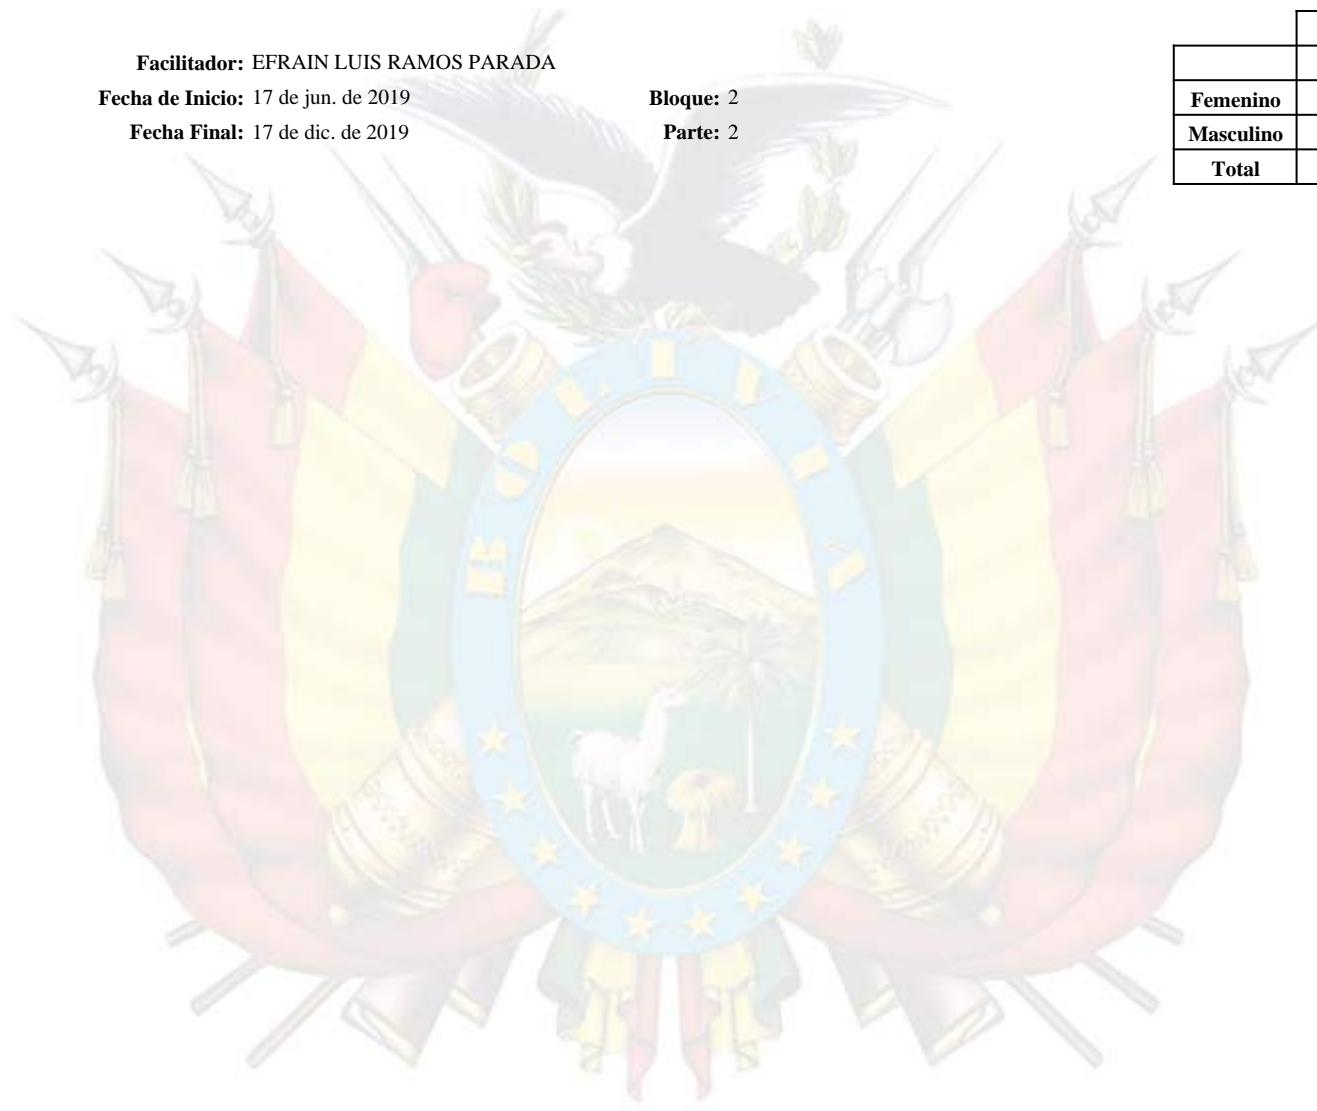 Facilitador: EFRAIN LUIS RAMOS PARADA
Fecha de Inicio: 17 de jun. de 2019 Bloque: 2
Fecha Final: 17 de dic. de 2019 Parte: 2
Femenino
Masculino
Total
BOLIVIA